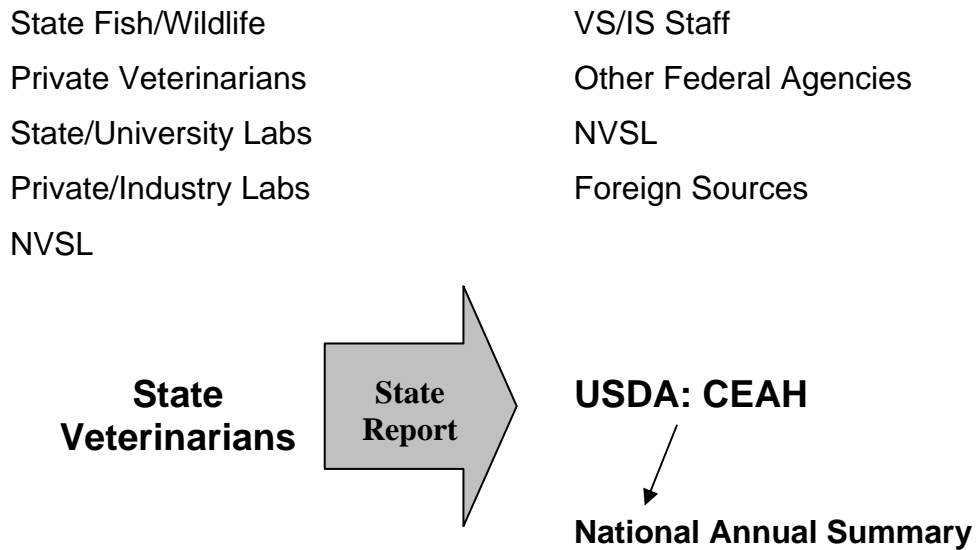 State Fish/Wildlife
Private Veterinarians
State/University Labs
Private/Industry Labs
NVSL
VS/IS Staff
Other Federal Agencies
NVSL
Foreign Sources
State
Veterinarians
State
Report
USDA: CEAH
National Annual Summary